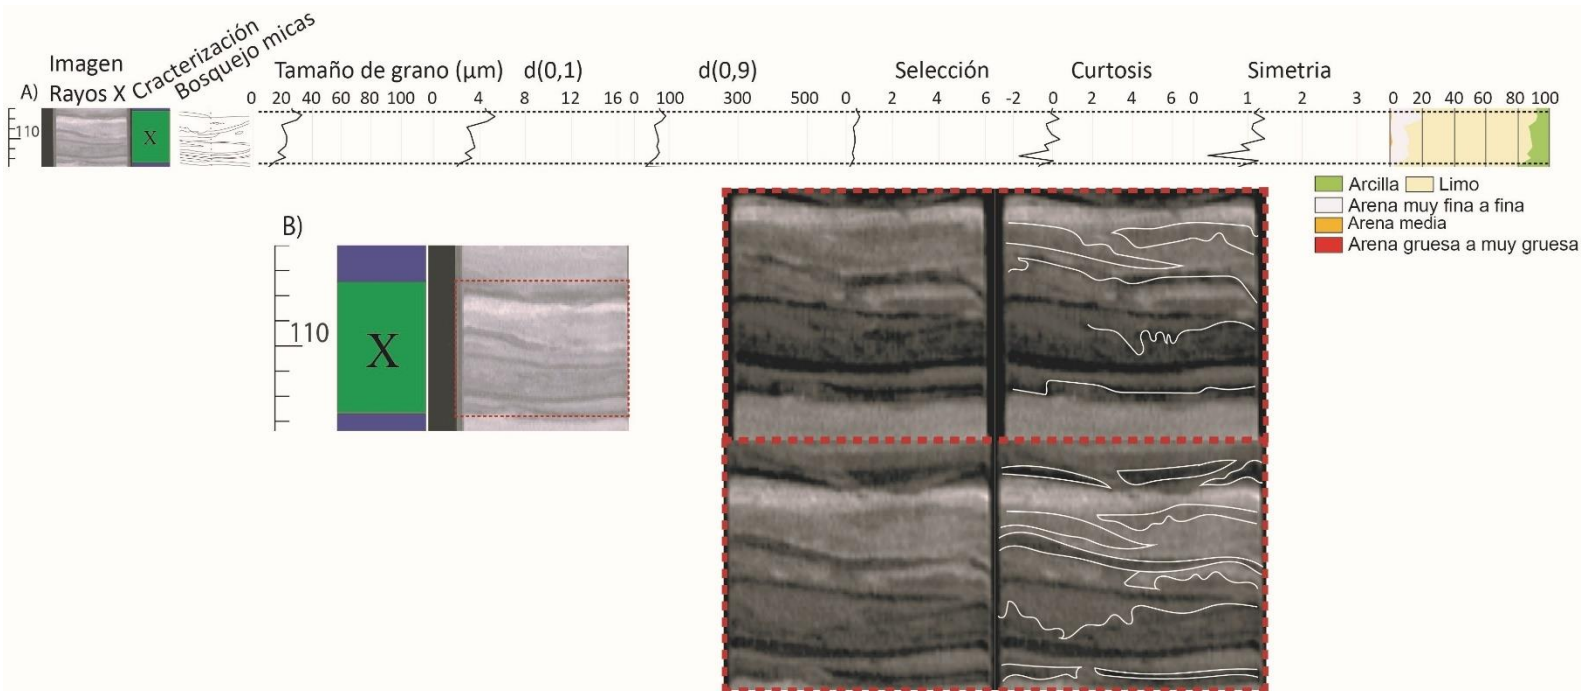 Imagen
Rayos X
Cracterización
Bosquejo micas
Tamaño de grano (µm)
d(0,1)
d(0,9)
Selección
Curtosis
Simetria
A)
0 20 40 60 80 100
0 4 8 12 16
0 100 300 500
0 2 4 6
-2 0 2 4 6
0 1 2 3
0 20 40 60 80 100
110
X
Arcilla
Limo
Arena muy fina a fina
Arena media
Arena gruesa a muy gruesa
B)
110
X